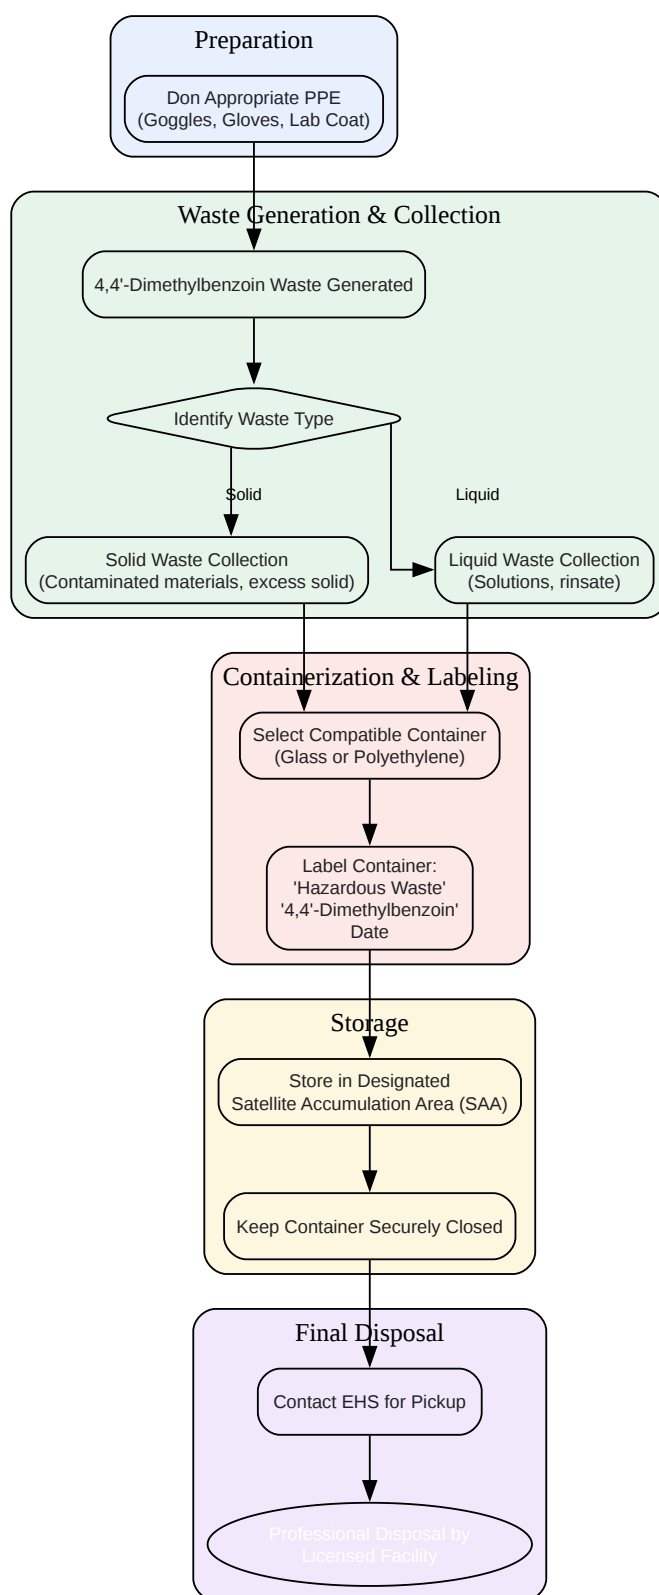 Preparation
Don Appropriate PPE
(Goggles, Gloves, Lab Coat)
Waste Generation & Collection
4,4'-Dimethylbenzoin Waste Generated
Identify Waste Type
Solid
Liquid
Solid Waste Collection
(Contaminated materials, excess solid)
Liquid Waste Collection
(Solutions, rinsate)
Containerization & Labeling
Select Compatible Container
(Glass or Polyethylene)
Label Container:
'Hazardous Waste'
'4,4'-Dimethylbenzoin'
Date
Storage
Store in Designated
Satellite Accumulation Area (SAA)
Keep Container Securely Closed
Final Disposal
Contact EHS for Pickup
Professional Disposal by
Licensed Facility